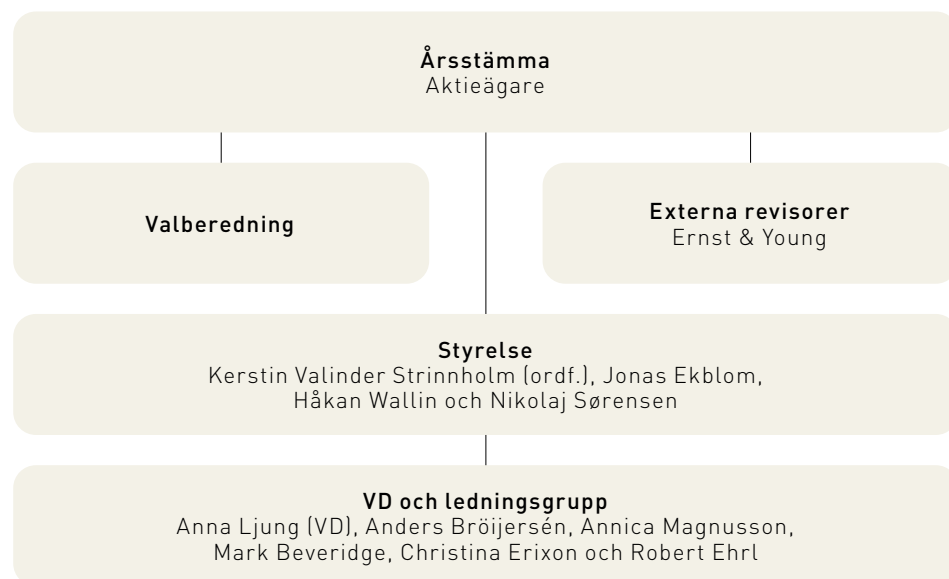 Årsstämma
Aktieägare
Valberedning
Externa revisorer
Ernst & Young
Styrelse
Kerstin Valinder Strinnholm (ordf.), Jonas Ekblom,
Håkan Wallin och Nikolaj Sørensen
VD och ledningsgrupp
Anna Ljung (VD), Anders Bröijersén, Annica Magnusson,
Mark Beveridge, Christina Erixon och Robert Ehrl